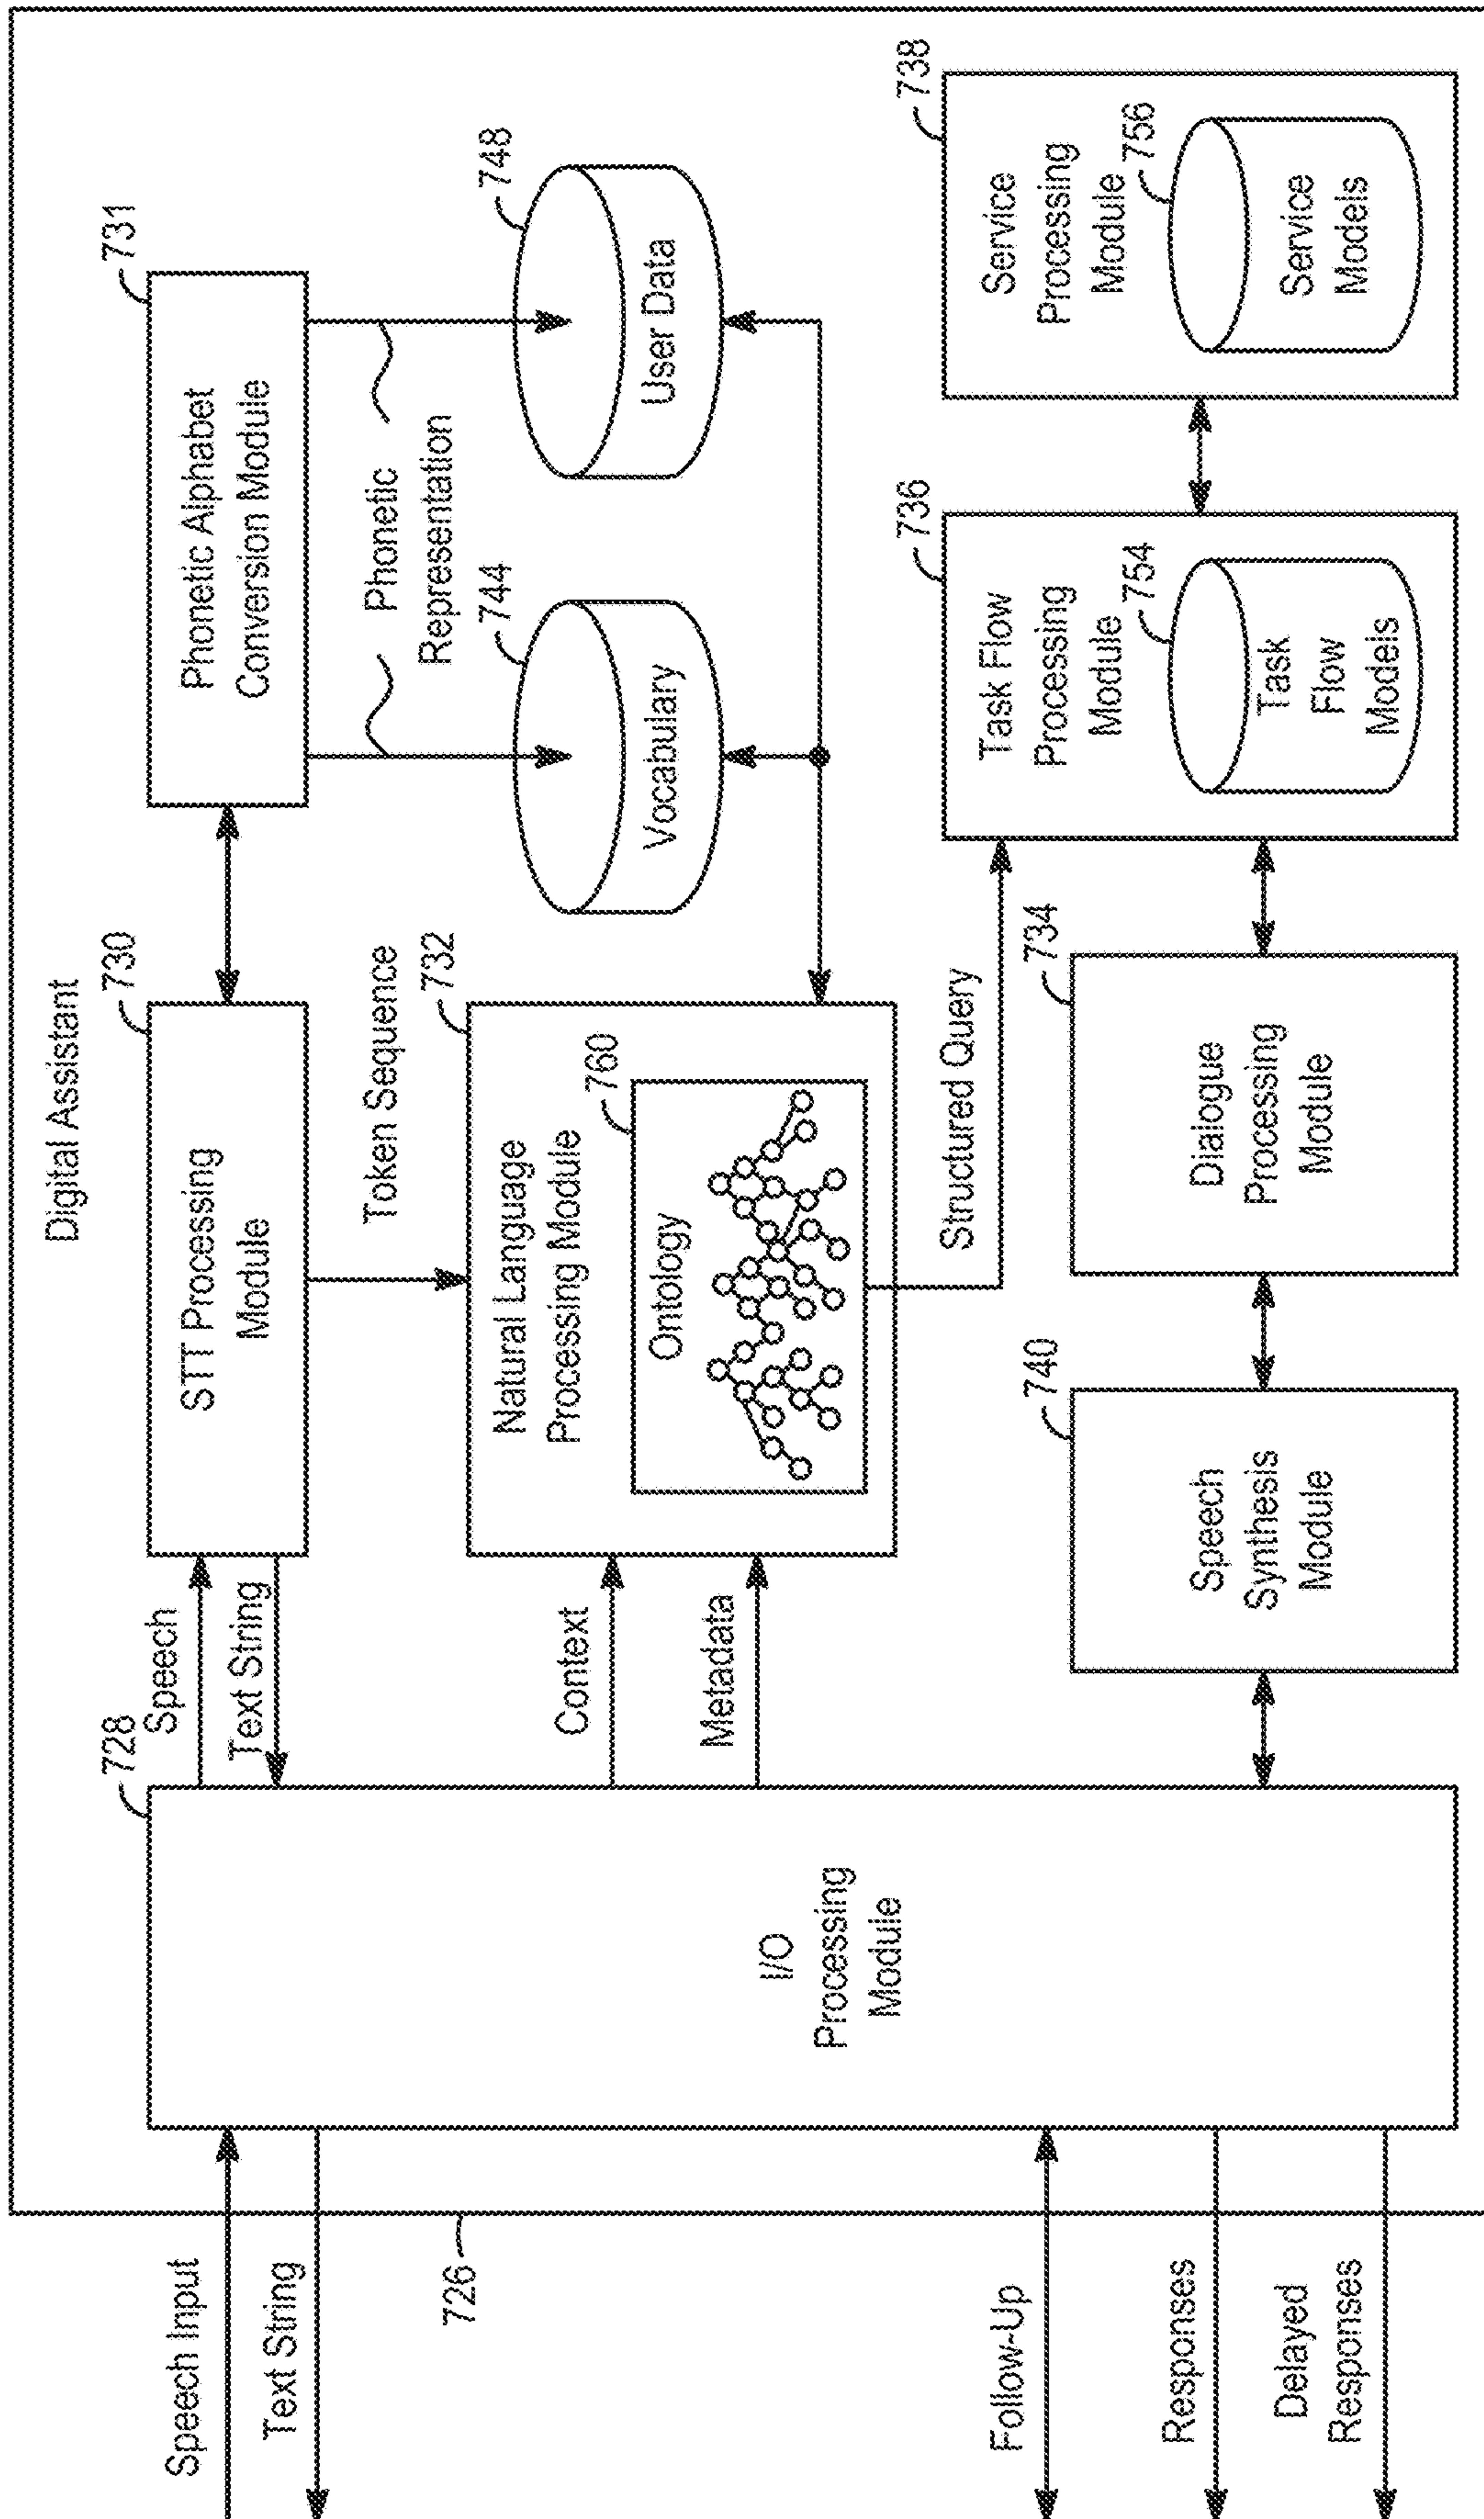 Digital Assistant
Speech Input
Text String
726
728
I/O
Processing
Module
Speech
Text String
730
STT Processing
Module
731
Phonetic Alphabet
Conversion Module
Phonetic
Representation
Token Sequence
Context
Metadata
732
Natural Language
Processing Module
760
Ontology
744
Vocabulary
748
User Data
Structured Query
Follow-Up
Responses
Delayed
Responses
740
Speech
Synthesis
Module
734
Dialogue
Processing
Module
736
Task Flow
Processing
Module
754
Task
Flow
Models
738
Service
Processing
Module
756
Service
Models